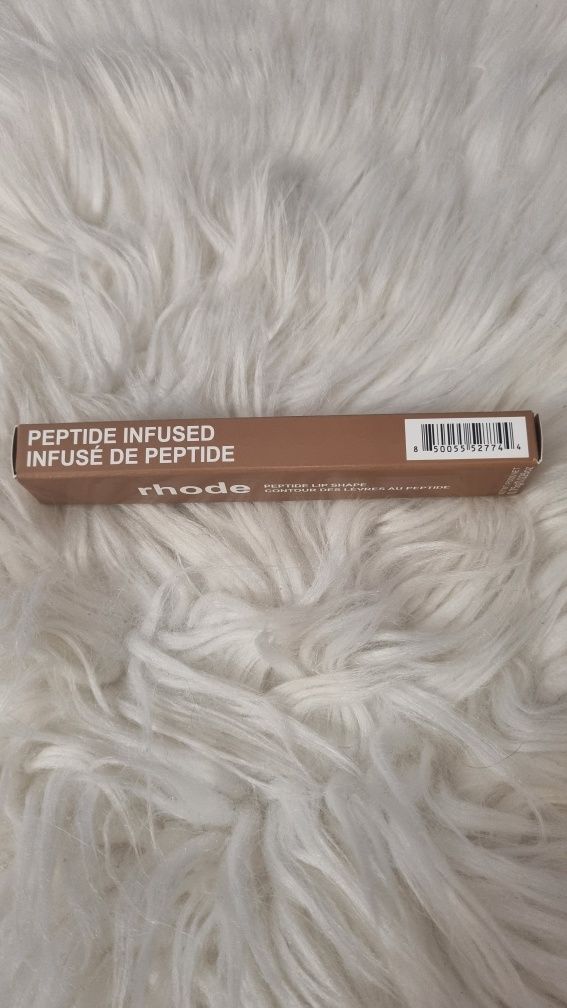 PEPTIDE INFUSED
INFUSÉ DE PEPTIDE
8 50055 52774 4
rhode
PEPTIDE LIP SHAPE
CONTOUR DES LÈVRES AU PEPTIDE